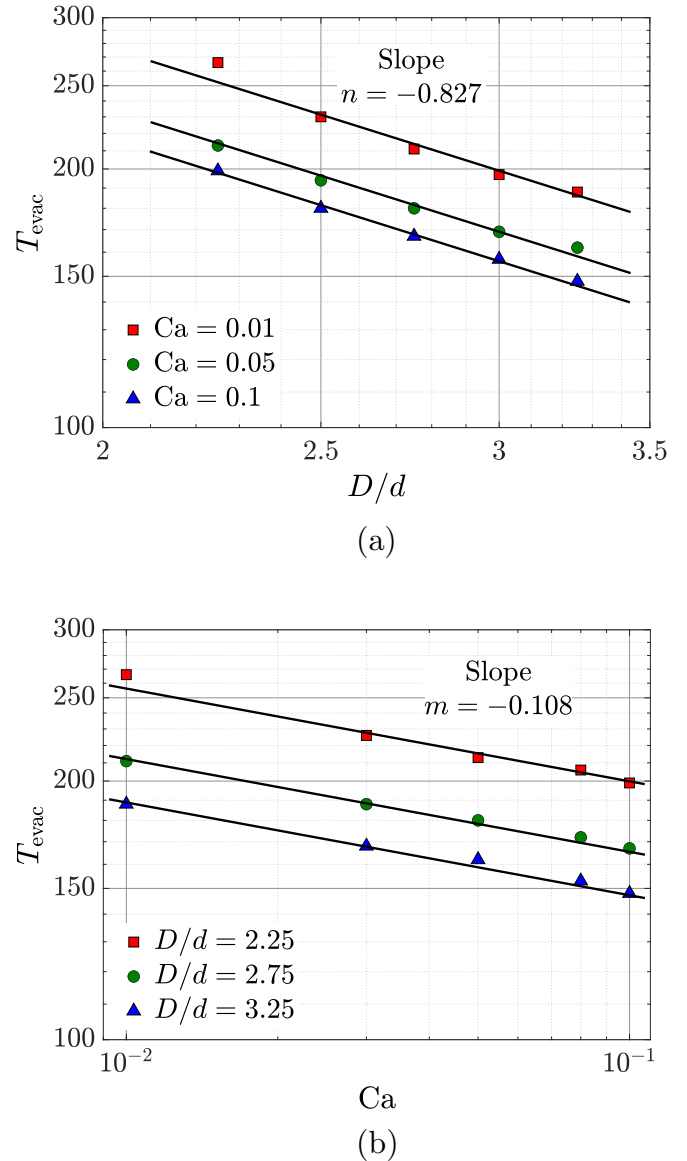 300
250
200
150
100
T_evac
Slope
n = −0.827
Ca = 0.01
Ca = 0.05
Ca = 0.1
2 2.5 3 3.5
D/d
(a)
300
250
200
150
100
T_evac
Slope
m = −0.108
D/d = 2.25
D/d = 2.75
D/d = 3.25
10⁻² 10⁻¹
Ca
(b)